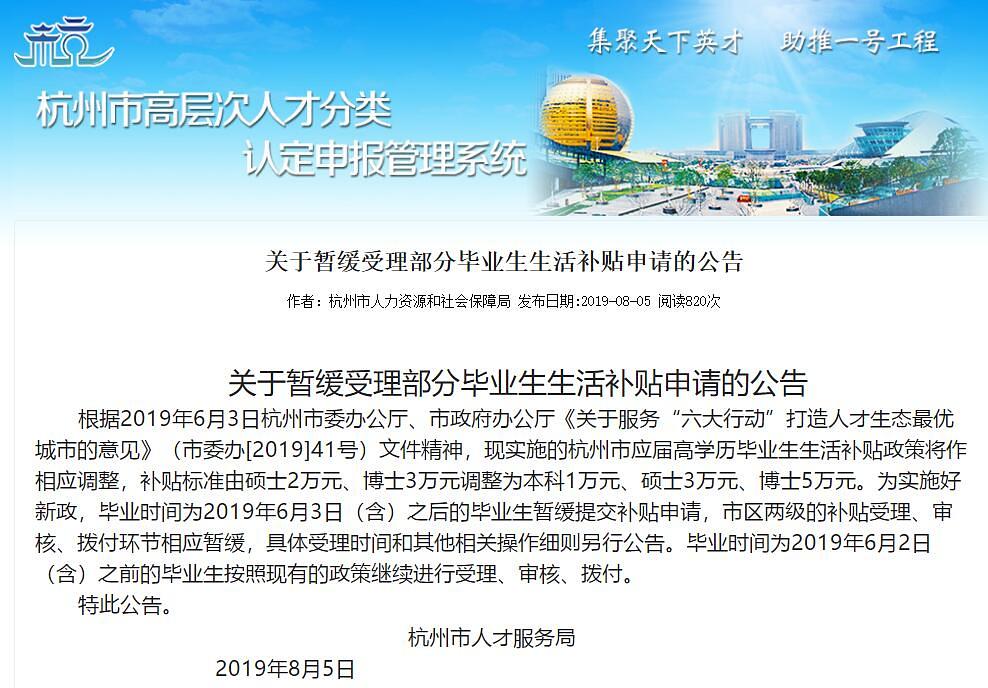 集聚天下英才 助推一号工程
杭州市高层次人才分类
认定申报管理系统
关于暂缓受理部分毕业生生活补贴申请的公告
作者：杭州市人力资源和社会保障局 发布日期:2019-08-05 阅读820次
关于暂缓受理部分毕业生生活补贴申请的公告
根据2019年6月3日杭州市委办公厅、市政府办公厅《关于服务“六大行动”打造人才生态最优
城市的意见》（市委办[2019]41号）文件精神，现实施的杭州市应届高学历毕业生生活补贴政策将作
相应调整，补贴标准由硕士2万元、博士3万元调整为本科1万元、硕士3万元、博士5万元。为实施好
新政，毕业时间为2019年6月3日（含）之后的毕业生暂缓提交补贴申请，市区两级的补贴受理、审
核、拨付环节相应暂缓，具体受理时间和其他相关操作细则另行公告。毕业时间为2019年6月2日
（含）之前的毕业生按照现有的政策继续进行受理、审核、拨付。
特此公告。
杭州市人才服务局
2019年8月5日